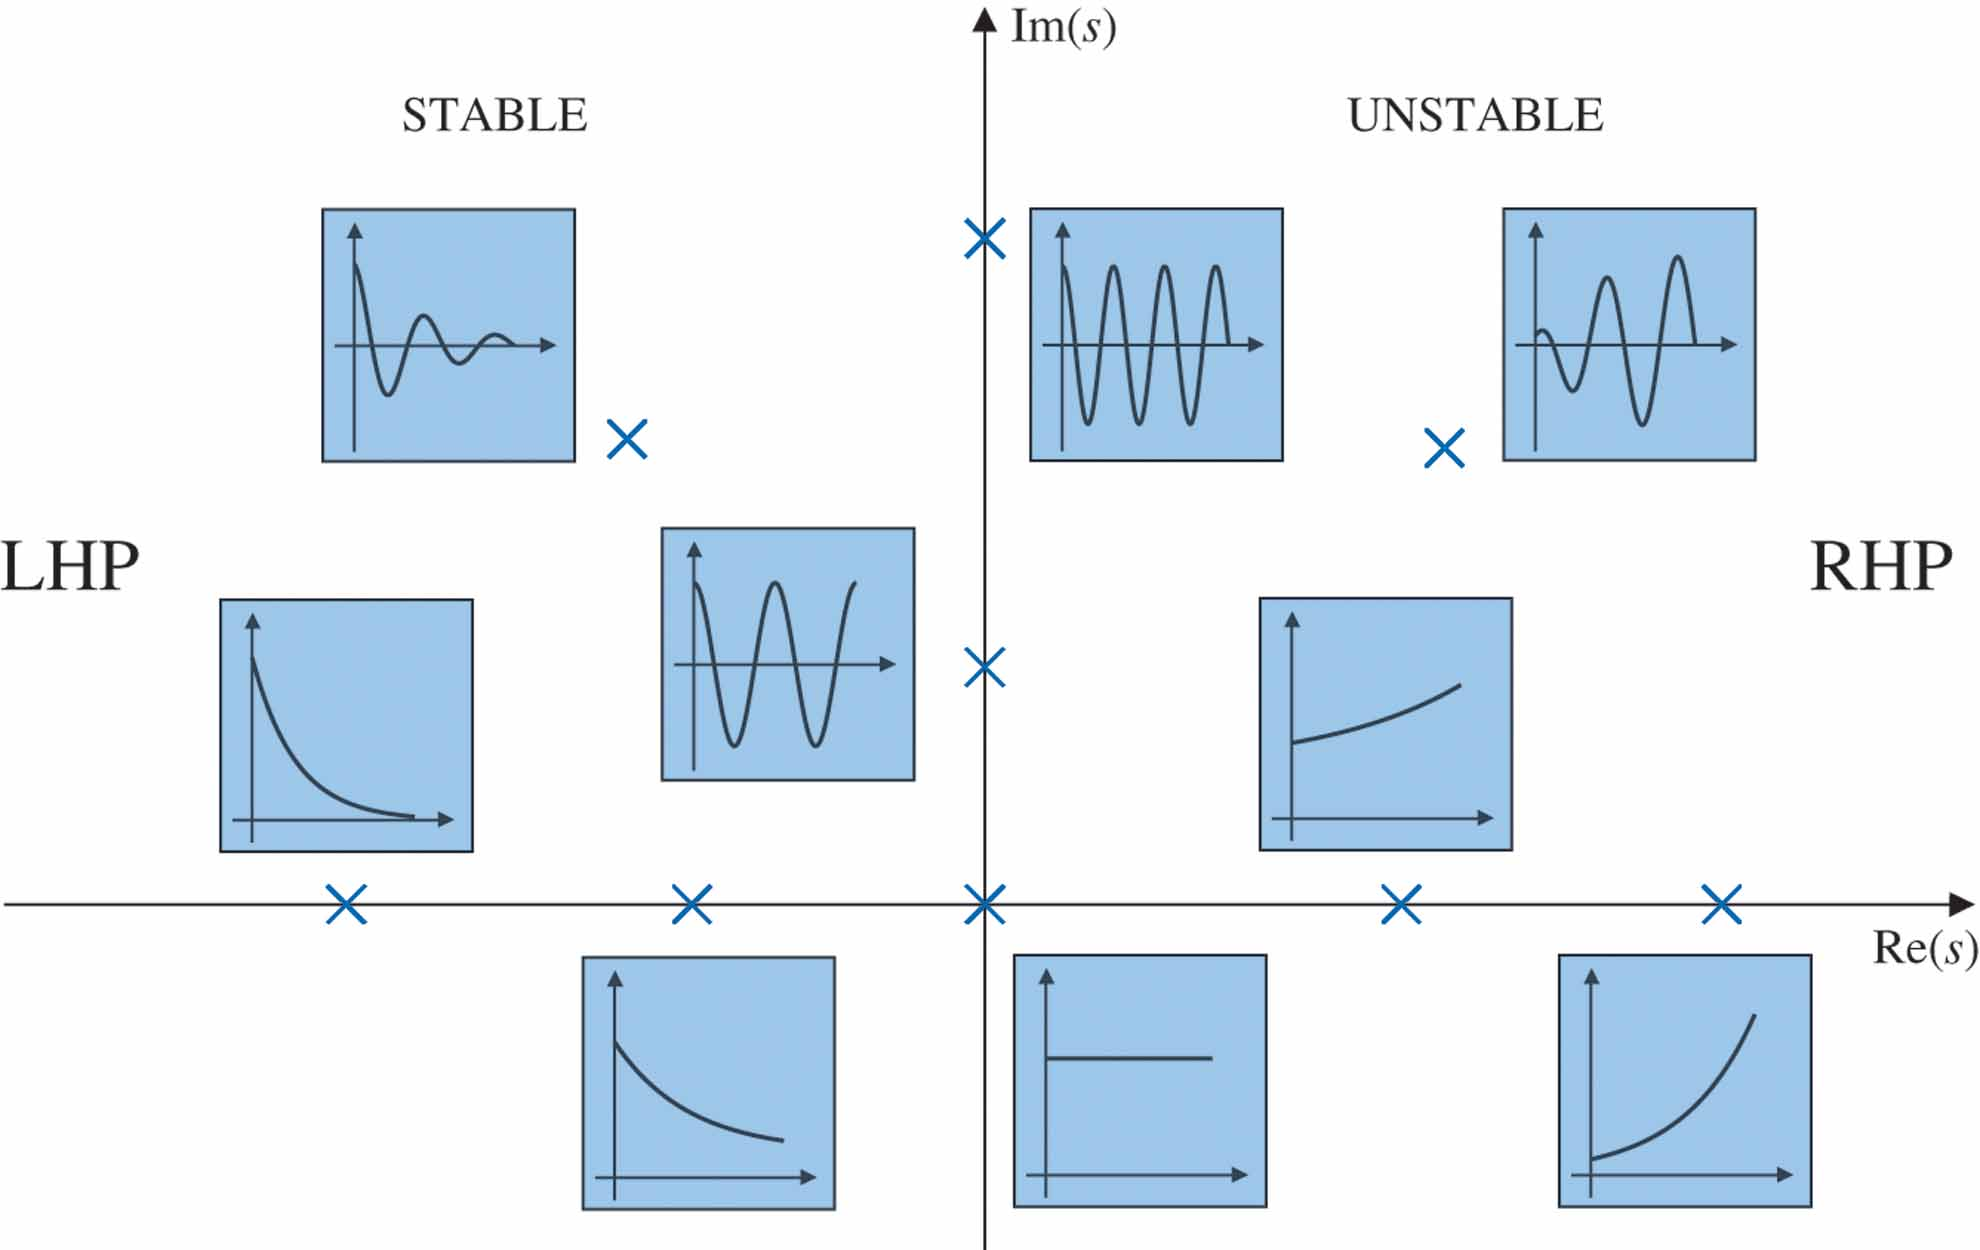 Im(s)
STABLE
UNSTABLE
LHP
RHP
Re(s)